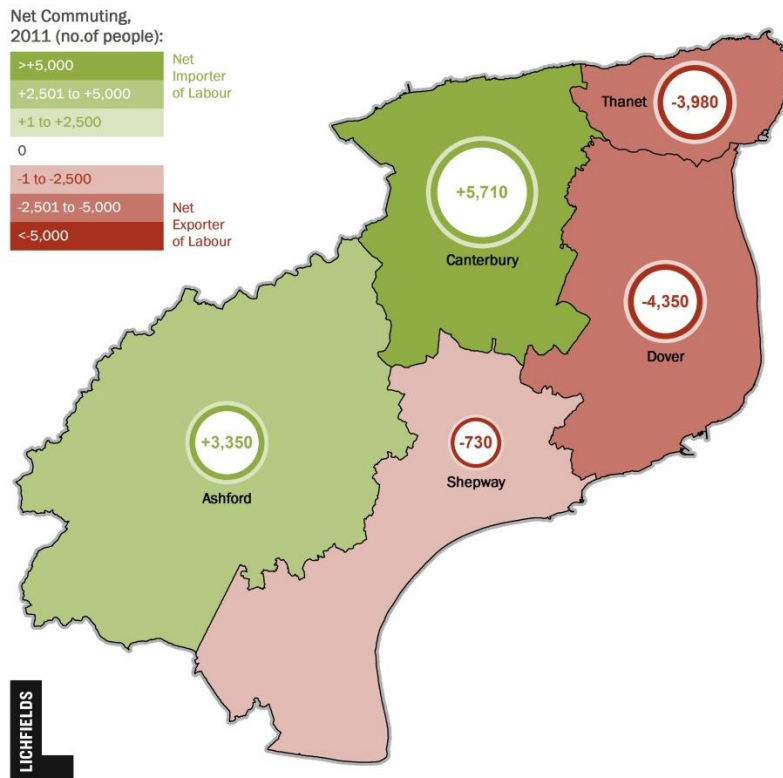 Net Commuting,
2011 (no.of people):
>+5,000
+2,501 to +5,000
+1 to +2,500
0
-1 to -2,500
-2,501 to -5,000
<-5,000
Net
Importer
of Labour
Net
Exporter
of Labour
Thanet
-3,980
+5,710
Canterbury
-4,350
Dover
+3,350
Ashford
-730
Shepway
LICHFIELDS